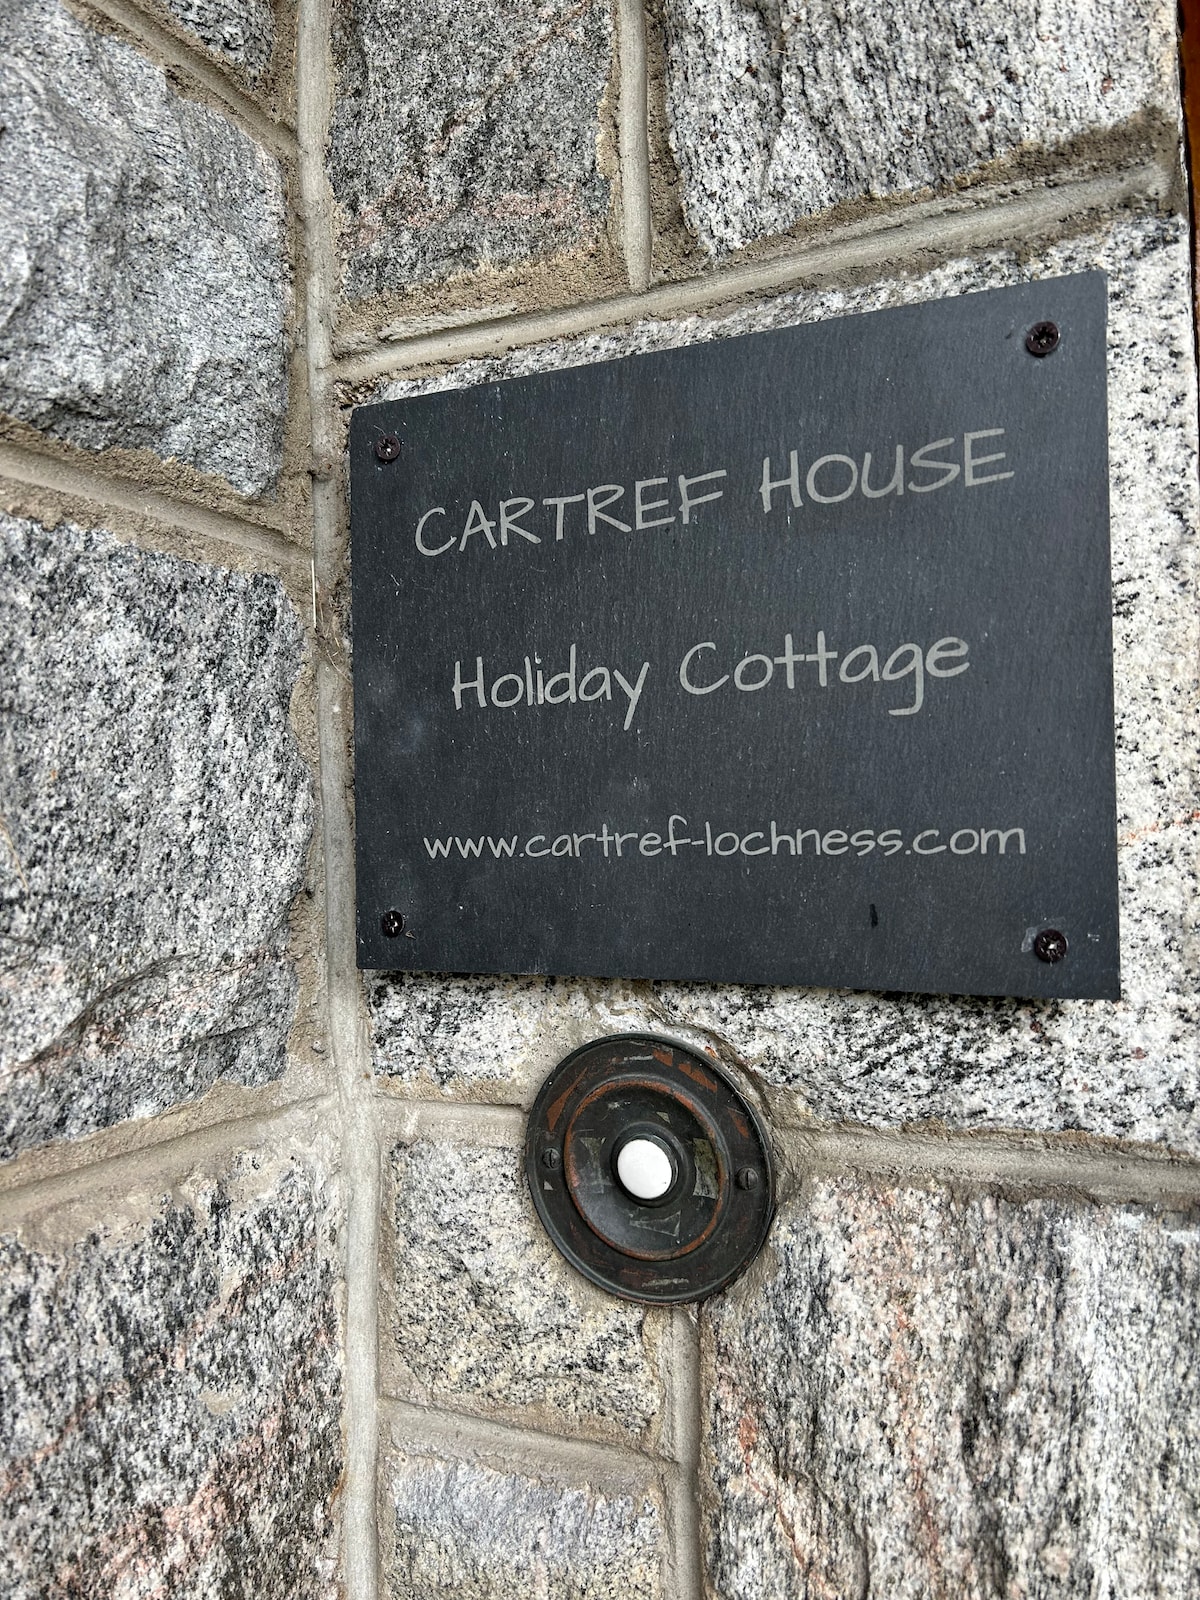 CARTREF HOUSE
Holiday Cottage
www.cartref-lochness.com